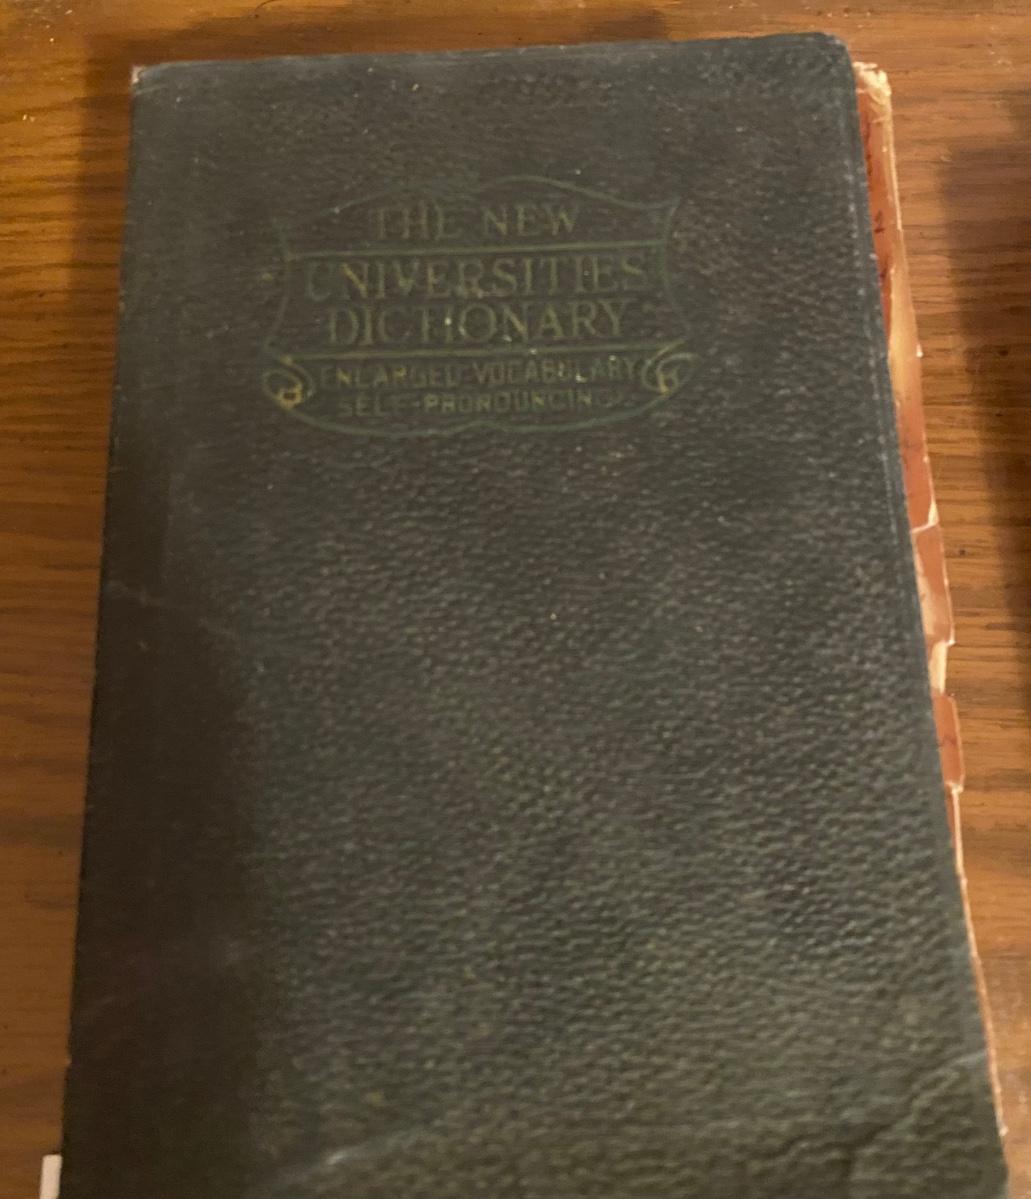 THE NEW
UNIVERSITIES
DICTIONARY
ENLARGED-VOCABULARY
SELF-PRONOUNCING